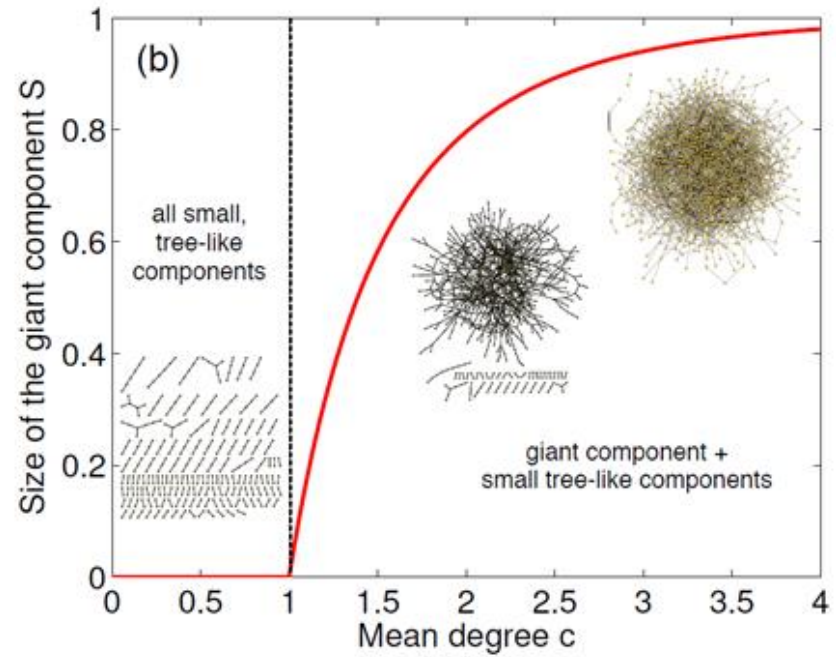 (b)
Size of the giant component S
1
0.8
0.6
0.4
0.2
0
all small,
tree-like
components
giant component +
small tree-like components
0 0.5 1 1.5 2 2.5 3 3.5 4
Mean degree c